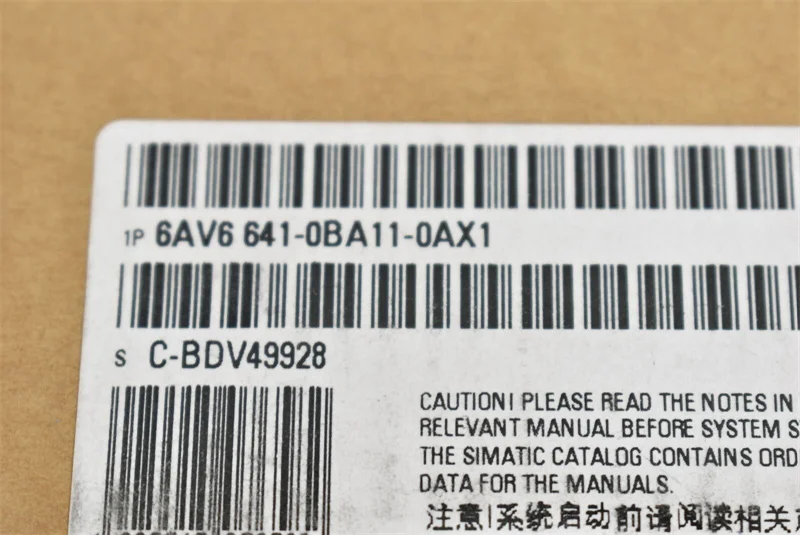 1P 6AV6 641-0BA11-0AX1
S C-BDV49928
CAUTION! PLEASE READ THE NOTES IN
RELEVANT MANUAL BEFORE SYSTEM S
THE SIMATIC CATALOG CONTAINS ORD
DATA FOR THE MANUALS.
注意!系统启动前请阅读相关